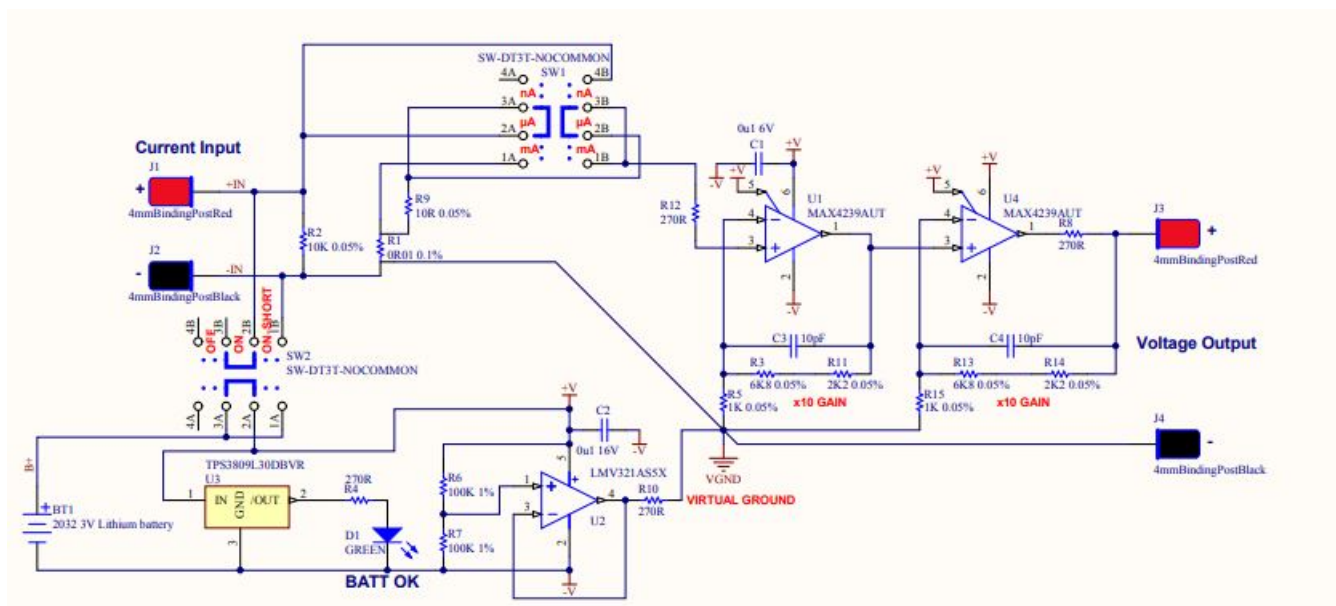 SW-DT3T-NOCOMMON
SW1
4A
4B
nA
nA
3A
3B
µA
µA
2A
2B
mA
mA
1A
1B
Current Input
J1
+
+IN
4mmBindingPostRed
J2
-
-IN
4mmBindingPostBlack
R2
10K 0.05%
R9
10R 0.05%
R1
0R01 0.1%
R12
270R
0u1 6V
C1
+V
-V
+V
5
6
U1
MAX4239AUT
4
3
1
2
-V
C3
10pF
R3
6K8 0.05%
R11
2K2 0.05%
x10 GAIN
R5
1K 0.05%
+V
+V
5
6
U4
MAX4239AUT
4
3
1
2
-V
R8
270R
C4
10pF
R13
6K8 0.05%
R14
2K2 0.05%
x10 GAIN
R15
1K 0.05%
J3
+
4mmBindingPostRed
Voltage Output
J4
-
4mmBindingPostBlack
4B
3B
2B
1B
OFF
ON
ON-SHORT
SW2
SW-DT3T-NOCOMMON
4A
3A
2A
1A
B+
BT1
2032 3V Lithium battery
TPS3809L30DBVR
U3
1
IN
GND
/OUT
2
3
270R
R4
D1
GREEN
BATT OK
+V
C2
0u1 16V
-V
R6
100K 1%
R7
100K 1%
LMV321AS5X
5
1
3
4
2
U2
-V
R10
270R
VGND
VIRTUAL GROUND